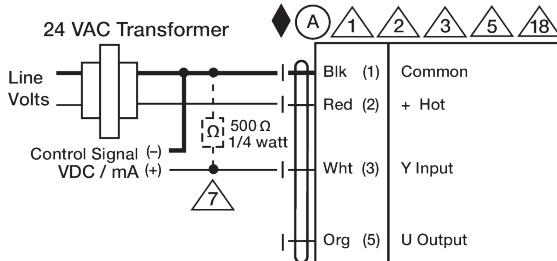 24 VAC Transformer
A 1 2 3 5 18
Line
Volts
Blk (1) Common
Red (2) + Hot
Ω 500 Ω
1/4 watt
Control Signal (-)
VDC / mA (+)
Wht (3) Y Input
7
Org (5) U Output